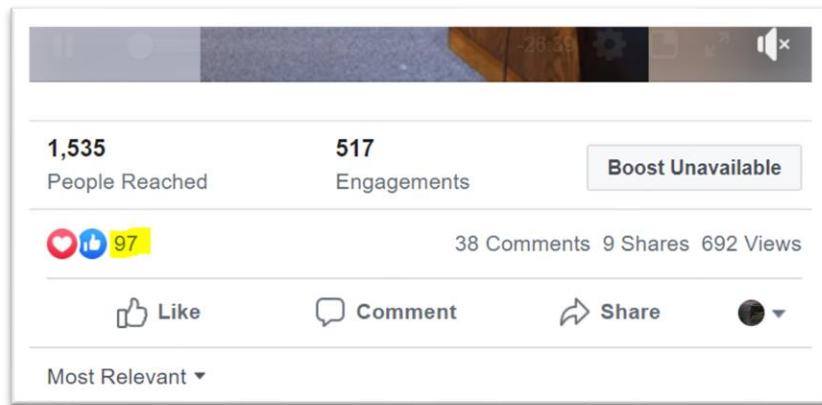 -26:39
1,535
People Reached
517
Engagements
Boost Unavailable
97
38 Comments 9 Shares 692 Views
Like
Comment
Share
Most Relevant